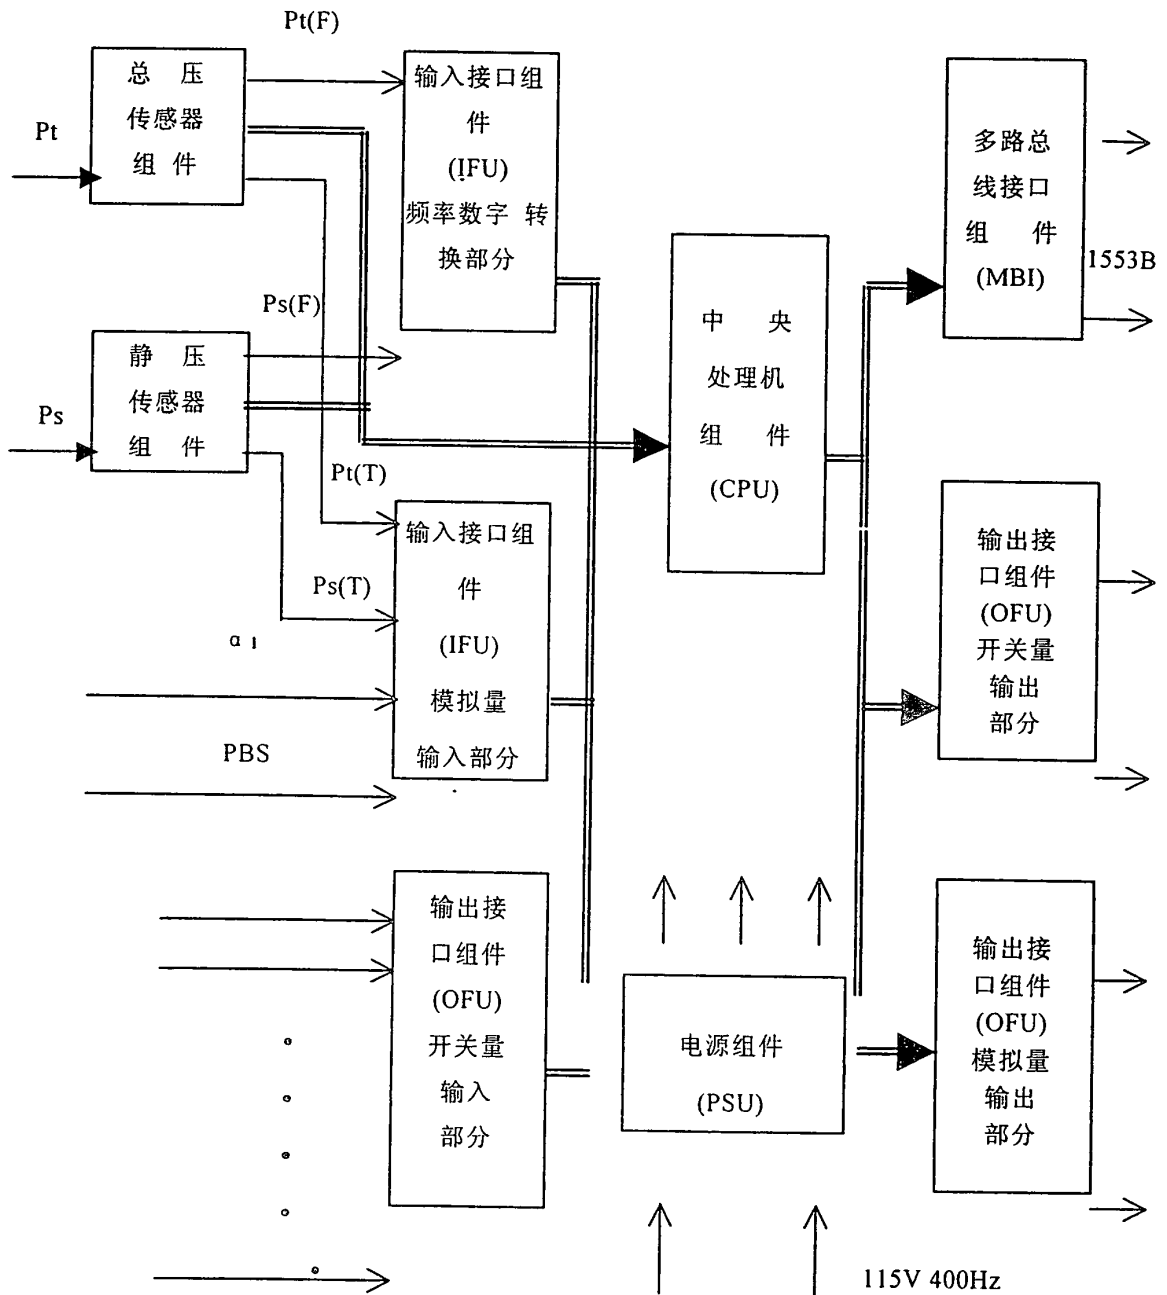 Pt(F)
总 压
传感器
组 件
Pt
输入接口组
件
(IFU)
频率数字 转
换部分
多路总
线接口
组 件
(MBI)
1553B
Ps(F)
静 压
传感器
组 件
Ps
中 央
处理机
组 件
(CPU)
Pt(T)
输入接口组
件
(IFU)
模拟量
输入部分
Ps(T)
α1
PBS
输出接
口组件
(OFU)
开关量
输出
部分
输出接
口组件
(OFU)
开关量
输入
部分
电源组件
(PSU)
输出接
口组件
(OFU)
模拟量
输出
部分
115V 400Hz